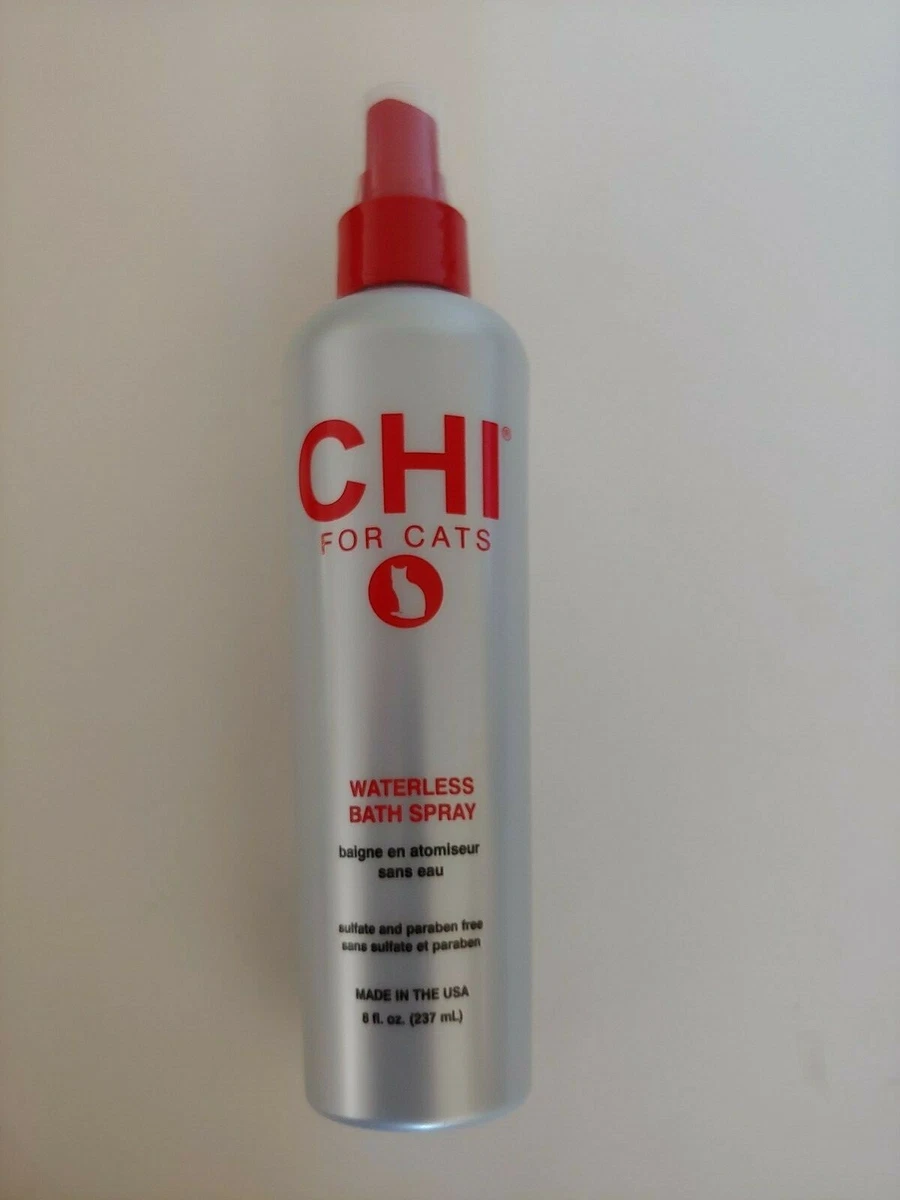 CHI®
FOR CATS
WATERLESS
BATH SPRAY
baigne en atomiseur
sans eau
sulfate and paraben free
sans sulfate et paraben
MADE IN THE USA
8 fl. oz. (237 mL)